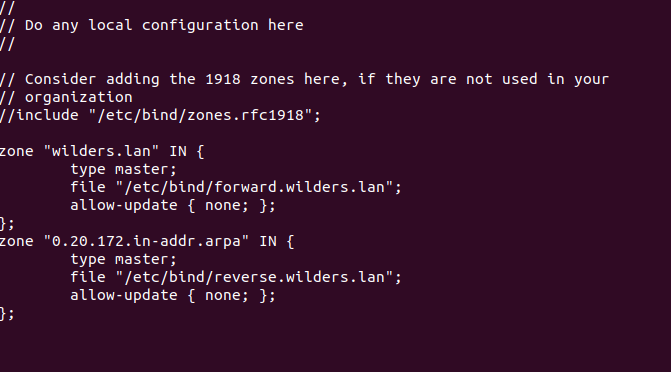 //
// Do any local configuration here
//
// Consider adding the 1918 zones here, if they are not used in your
// organization
//include "/etc/bind/zones.rfc1918";
zone "wilders.lan" IN {
        type master;
        file "/etc/bind/forward.wilders.lan";
        allow-update { none; };
};
zone "0.20.172.in-addr.arpa" IN {
        type master;
        file "/etc/bind/reverse.wilders.lan";
        allow-update { none; };
};